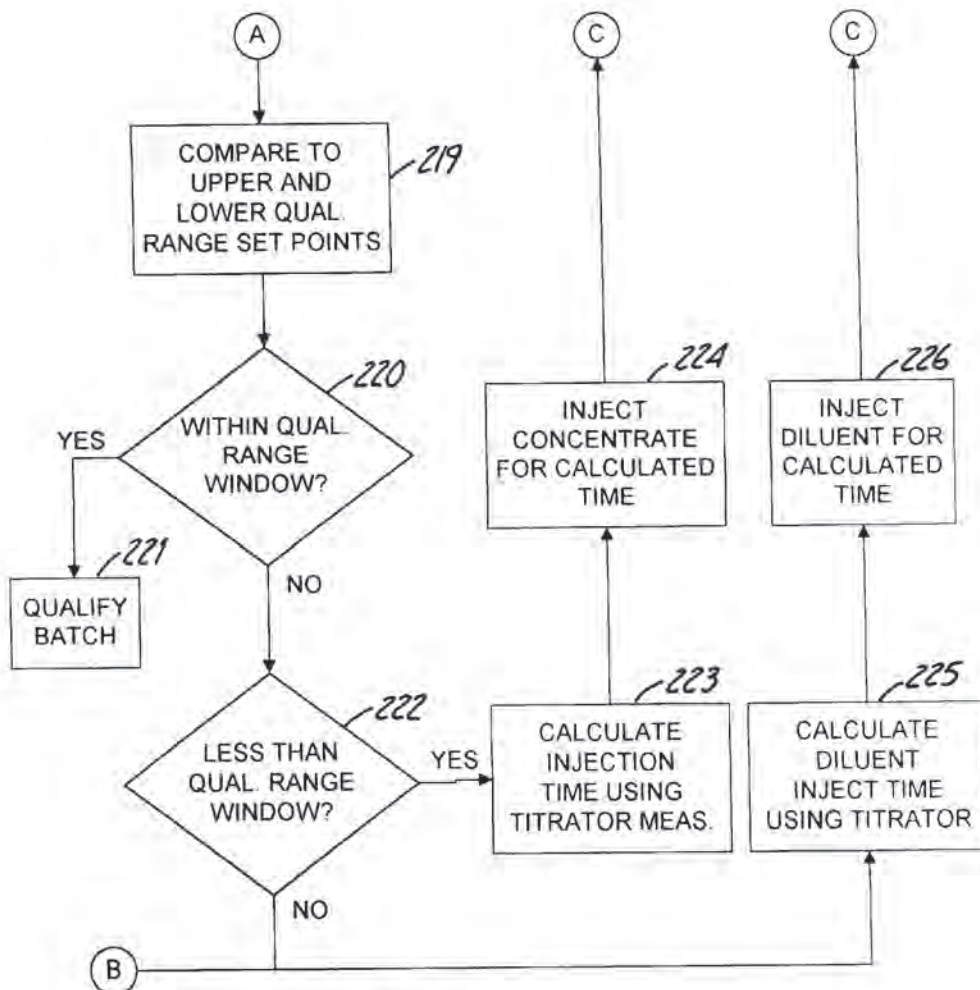 A
C
C
COMPARE TO
UPPER AND
LOWER QUAL.
RANGE SET POINTS
219
220
YES
WITHIN QUAL.
RANGE
WINDOW?
NO
221
QUALIFY
BATCH
222
LESS THAN
QUAL. RANGE
WINDOW?
YES
NO
224
INJECT
CONCENTRATE
FOR CALCULATED
TIME
226
INJECT
DILUENT FOR
CALCULATED
TIME
223
CALCULATE
INJECTION
TIME USING
TITRATOR MEAS.
225
CALCULATE
DILUENT
INJECT TIME
USING TITRATOR
B